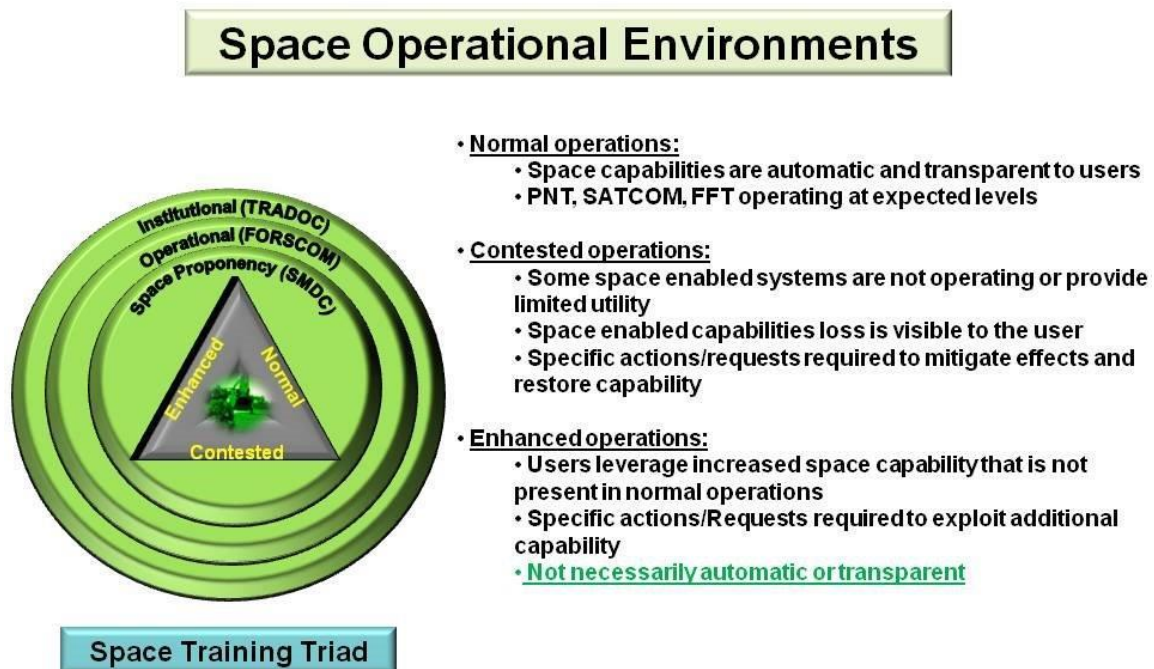 Space Operational Environments
Institutional (TRADOC)
Operational (FORSCOM)
Space Proponency (SMDC)
Enhanced
Normal
Contested
Space Training Triad
• Normal operations:
• Space capabilities are automatic and transparent to users
• PNT, SATCOM, FFT operating at expected levels
• Contested operations:
• Some space enabled systems are not operating or provide
limited utility
• Space enabled capabilities loss is visible to the user
• Specific actions/requests required to mitigate effects and
restore capability
• Enhanced operations:
• Users leverage increased space capability that is not
present in normal operations
• Specific actions/Requests required to exploit additional
capability
• Not necessarily automatic or transparent